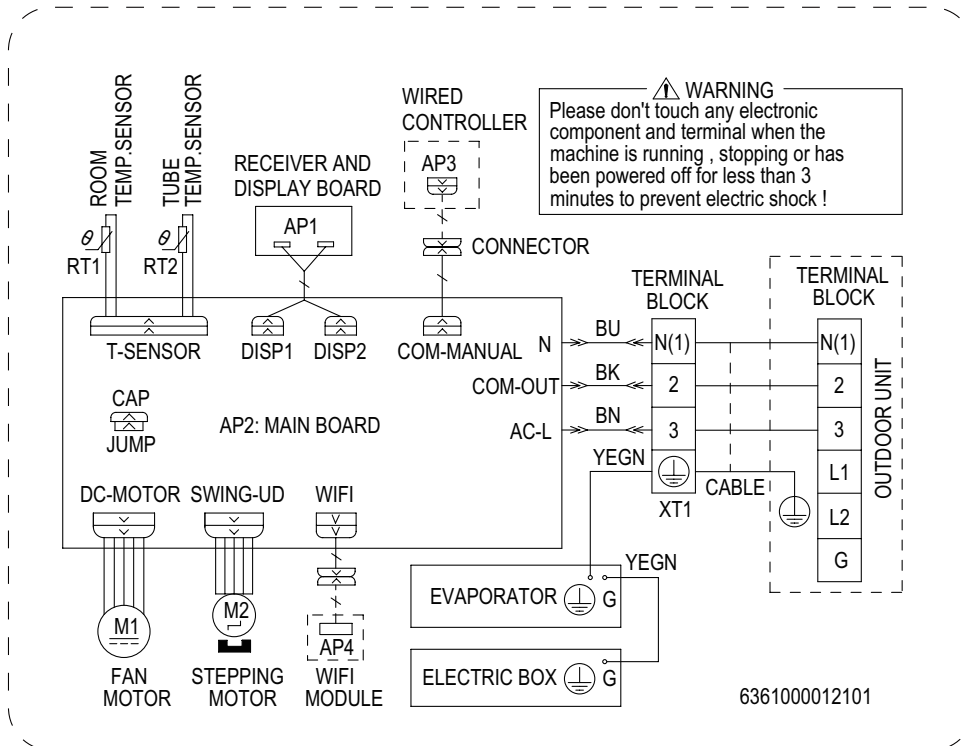 ROOM
TEMP.SENSOR
TUBE
TEMP.SENSOR
θ
RT1
θ
RT2
RECEIVER AND
DISPLAY BOARD
AP1
WIRED
CONTROLLER
AP3
CONNECTOR
WARNING
Please don't touch any electronic
component and terminal when the
machine is running , stopping or has
been powered off for less than 3
minutes to prevent electric shock !
T-SENSOR
DISP1
DISP2
COM-MANUAL
N
COM-OUT
AC-L
CAP
JUMP
AP2: MAIN BOARD
DC-MOTOR
SWING-UD
WIFI
BU
BK
BN
YEGN
TERMINAL
BLOCK
N(1)
2
3
XT1
CABLE
TERMINAL
BLOCK
N(1)
2
3
L1
L2
G
OUTDOOR UNIT
M1
FAN
MOTOR
M2
STEPPING
MOTOR
AP4
WIFI
MODULE
EVAPORATOR
G
YEGN
ELECTRIC BOX
G
6361000012101